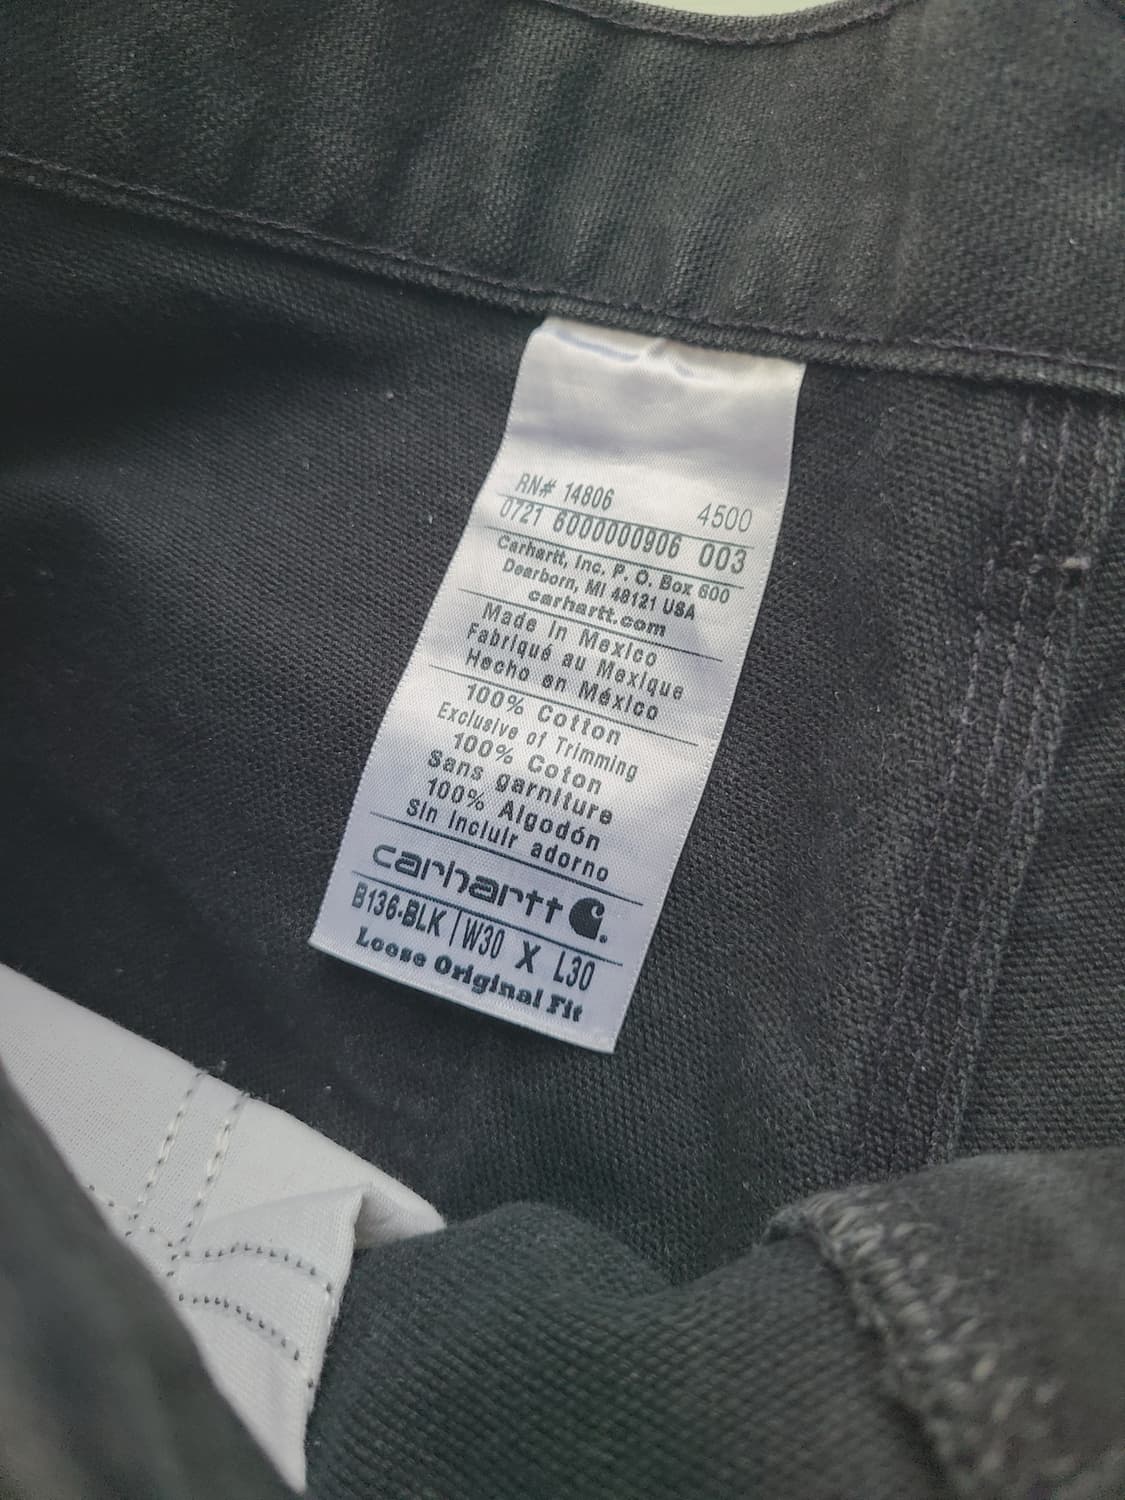 RN# 14806 4500
0721 6000000906 003
Carhartt, Inc. P. O. Box 600
Dearborn, MI 48121 USA
carhartt.com
Made in Mexico
Fabriqué au Mexique
Hecho en México
100% Cotton
Exclusive of Trimming
100% Coton
Sans garniture
100% Algodón
Sin incluir adorno
carhartt
B136-BLK | W30 X L30
Loose Original Fit